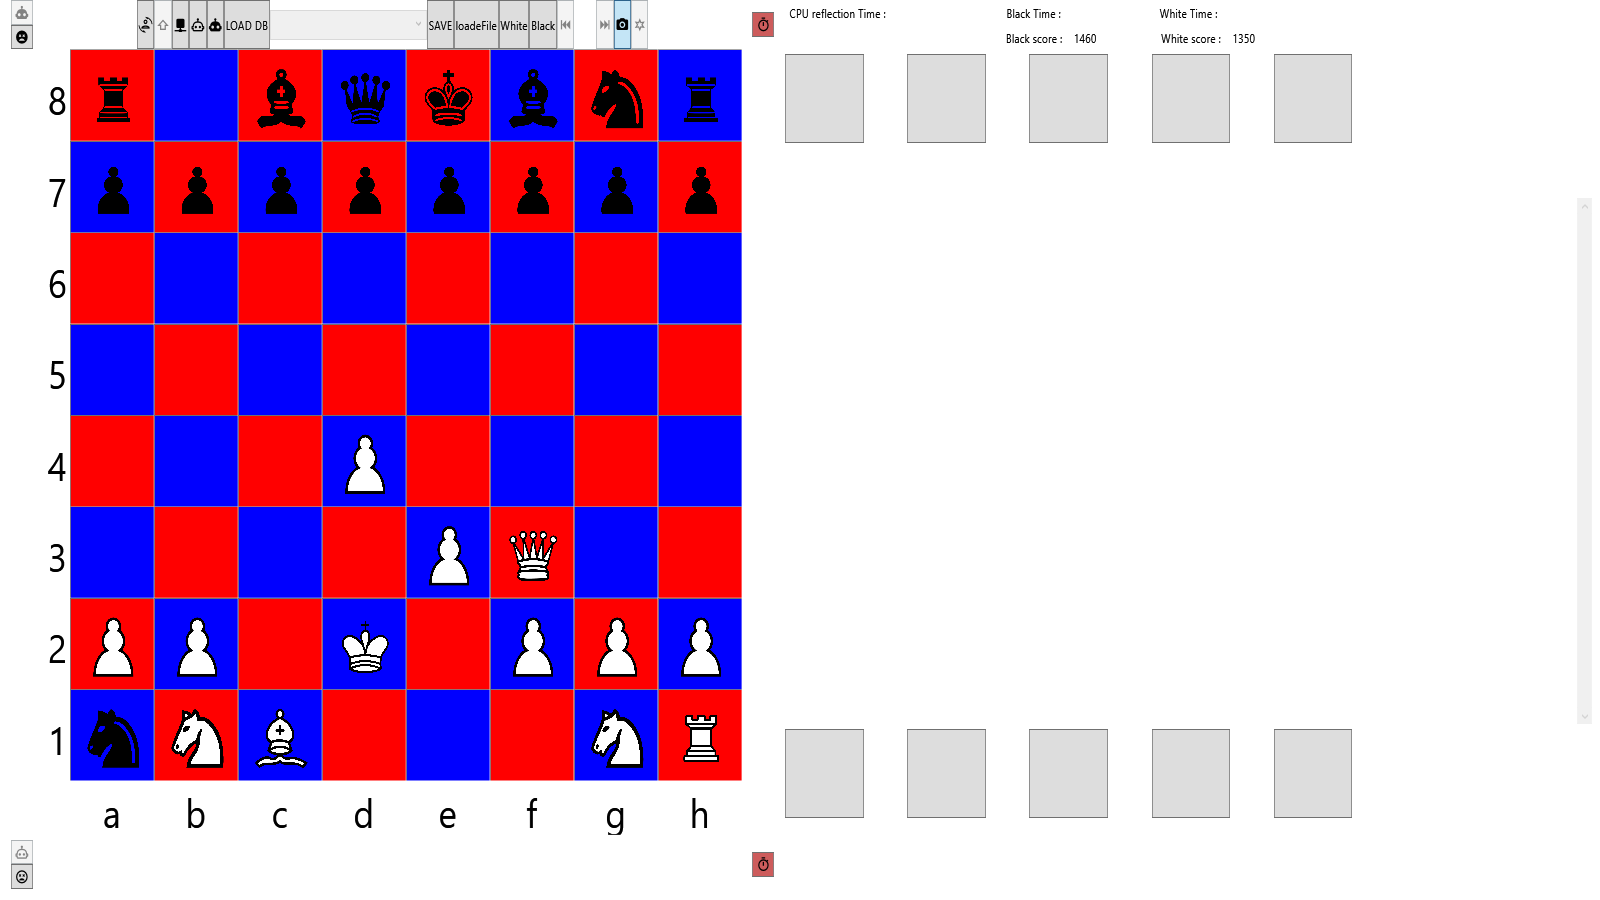 LOAD DB SAVE loadeFile White Black
CPU reflection Time : Black Time : White Time :
Black score : 1460 White score : 1350
8
7
6
5
4
3
2
1
a b c d e f g h